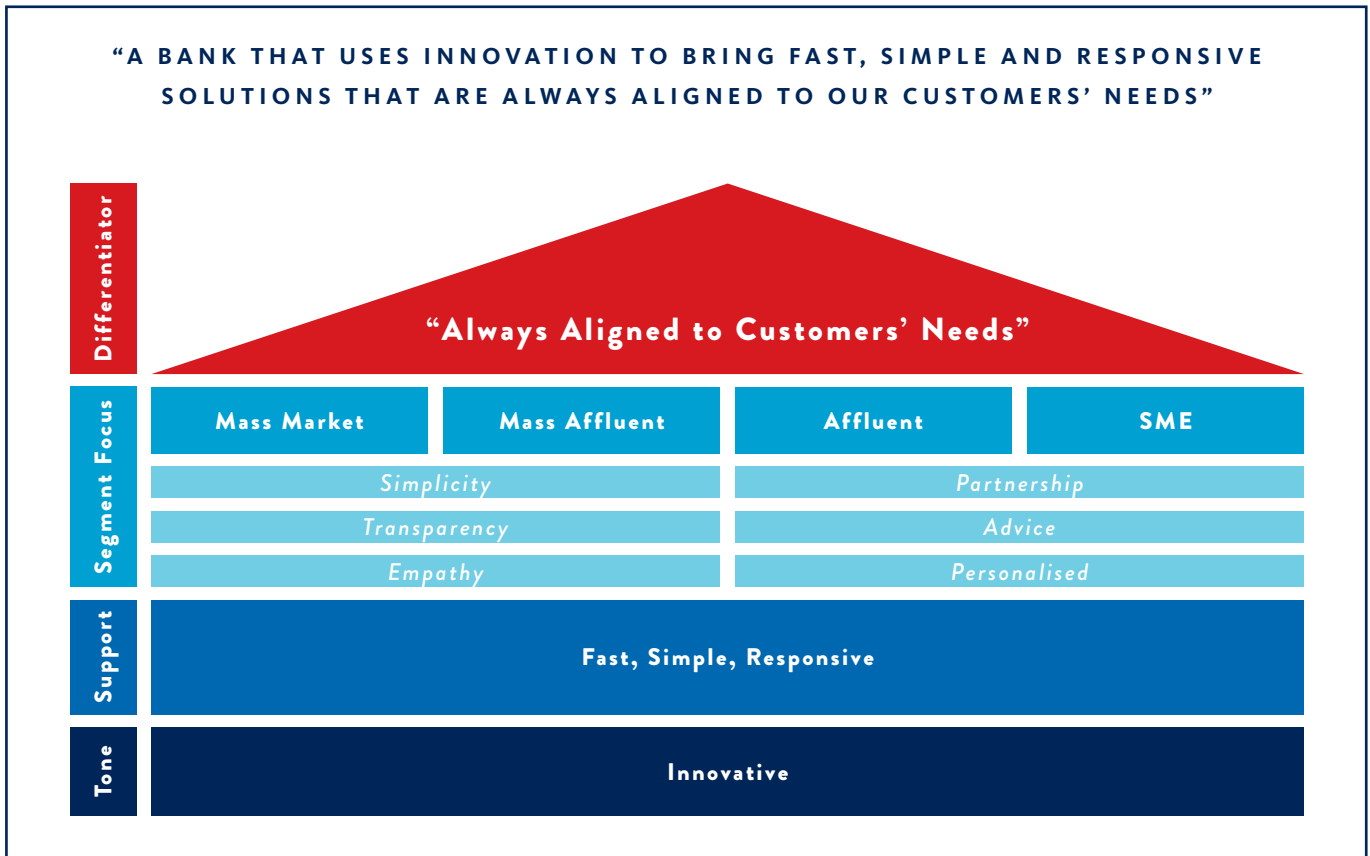 “A BANK THAT USES INNOVATION TO BRING FAST, SIMPLE AND RESPONSIVE
SOLUTIONS THAT ARE ALWAYS ALIGNED TO OUR CUSTOMERS’ NEEDS”
Differentiator
“Always Aligned to Customers’ Needs”
Segment Focus
Mass Market
Mass Affluent
Affluent
SME
Simplicity
Partnership
Transparency
Advice
Empathy
Personalised
Support
Fast, Simple, Responsive
Tone
Innovative